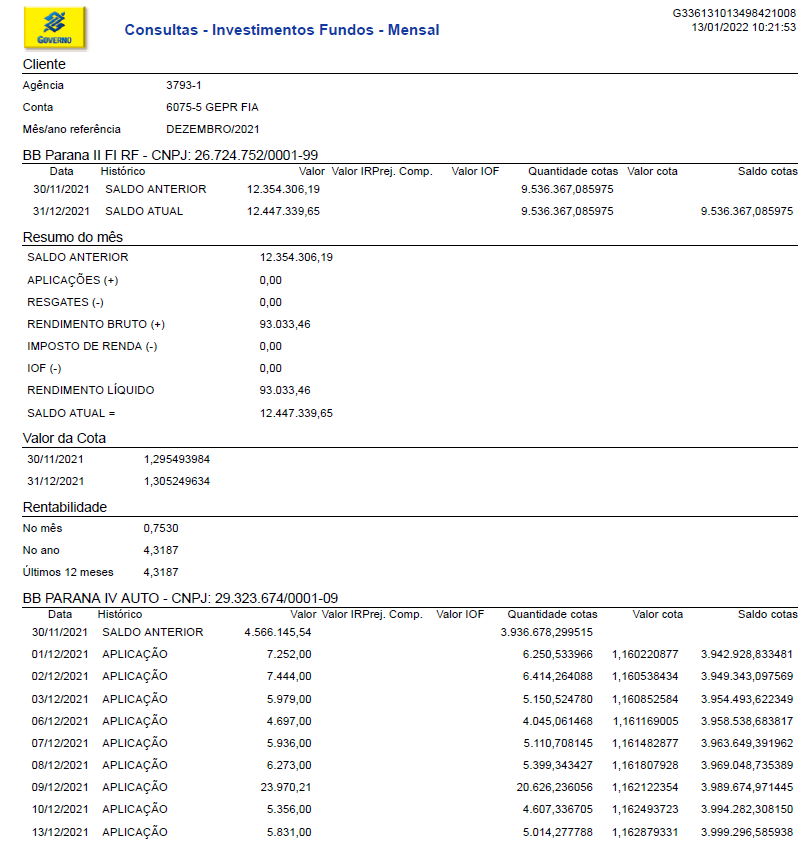 GOVERNO
Consultas - Investimentos Fundos - Mensal
G336131013498421008
13/01/2022 10:21:53
Cliente
Agência 3793-1
Conta 6075-5 GEPR FIA
Mês/ano referência DEZEMBRO/2021
BB Parana II FI RF - CNPJ: 26.724.752/0001-99
Data Histórico Valor Valor IRPrej. Comp. Valor IOF Quantidade cotas Valor cota Saldo cotas
30/11/2021 SALDO ANTERIOR 12.354.306,19 9.536.367,085975
31/12/2021 SALDO ATUAL 12.447.339,65 9.536.367,085975 9.536.367,085975
Resumo do mês
SALDO ANTERIOR 12.354.306,19
APLICAÇÕES (+) 0,00
RESGATES (-) 0,00
RENDIMENTO BRUTO (+) 93.033,46
IMPOSTO DE RENDA (-) 0,00
IOF (-) 0,00
RENDIMENTO LÍQUIDO 93.033,46
SALDO ATUAL = 12.447.339,65
Valor da Cota
30/11/2021 1,295493984
31/12/2021 1,305249634
Rentabilidade
No mês 0,7530
No ano 4,3187
Últimos 12 meses 4,3187
BB PARANA IV AUTO - CNPJ: 29.323.674/0001-09
Data Histórico Valor Valor IRPrej. Comp. Valor IOF Quantidade cotas Valor cota Saldo cotas
30/11/2021 SALDO ANTERIOR 4.566.145,54 3.936.678,299515
01/12/2021 APLICAÇÃO 7.252,00 6.250,533966 1,160220877 3.942.928,833481
02/12/2021 APLICAÇÃO 7.444,00 6.414,264088 1,160538434 3.949.343,097569
03/12/2021 APLICAÇÃO 5.979,00 5.150,524780 1,160852584 3.954.493,622349
06/12/2021 APLICAÇÃO 4.697,00 4.045,061468 1,161169005 3.958.538,683817
07/12/2021 APLICAÇÃO 5.936,00 5.110,708145 1,161482877 3.963.649,391962
08/12/2021 APLICAÇÃO 6.273,00 5.399,343427 1,161807928 3.969.048,735389
09/12/2021 APLICAÇÃO 23.970,21 20.626,236056 1,162122354 3.989.674,971445
10/12/2021 APLICAÇÃO 5.356,00 4.607,336705 1,162493723 3.994.282,308150
13/12/2021 APLICAÇÃO 5.831,00 5.014,277788 1,162879331 3.999.296,585938